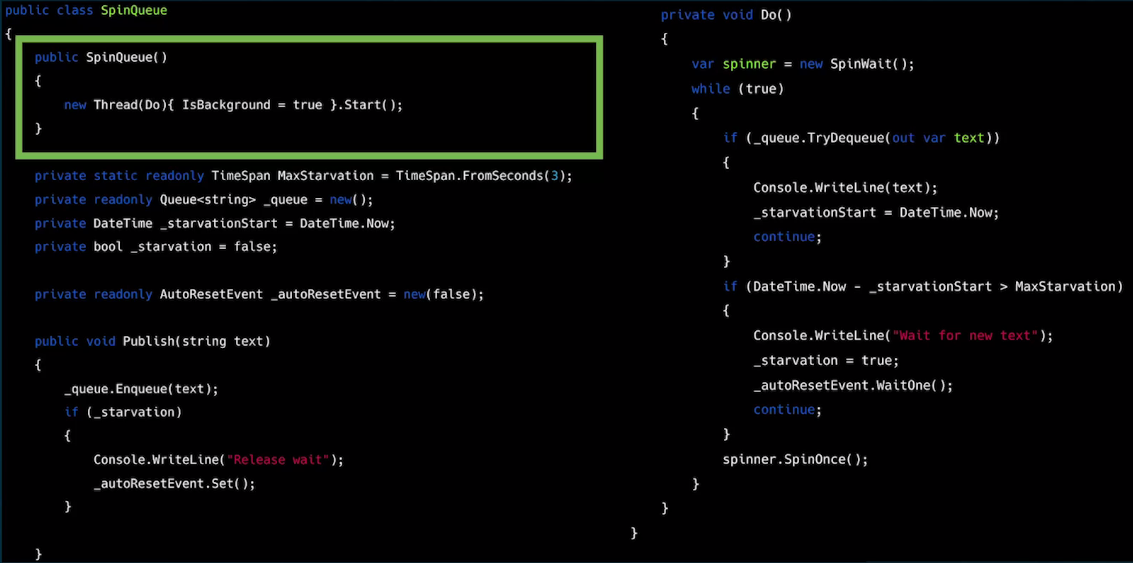 public class SpinQueue
{
public SpinQueue()
{
new Thread(Do){ IsBackground = true }.Start();
}
private static readonly TimeSpan MaxStarvation = TimeSpan.FromSeconds(3);
private readonly Queue<string> _queue = new();
private DateTime _starvationStart = DateTime.Now;
private bool _starvation = false;
private readonly AutoResetEvent _autoResetEvent = new(false);
public void Publish(string text)
{
_queue.Enqueue(text);
if (_starvation)
{
Console.WriteLine("Release wait");
_autoResetEvent.Set();
}
}
private void Do()
{
var spinner = new SpinWait();
while (true)
{
if (_queue.TryDequeue(out var text))
{
Console.WriteLine(text);
_starvationStart = DateTime.Now;
continue;
}
if (DateTime.Now - _starvationStart > MaxStarvation)
{
Console.WriteLine("Wait for new text");
_starvation = true;
_autoResetEvent.WaitOne();
continue;
}
spinner.SpinOnce();
}
}
}